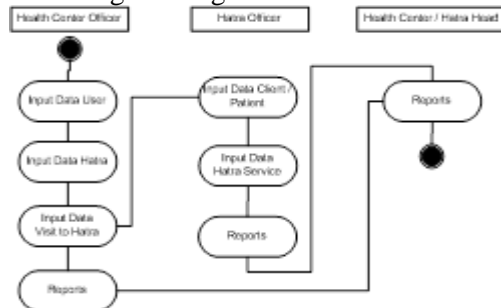 Health Center Officer
Hatra Officer
Health Center / Hatra Head
Input Data User
Input Data Hatra
Input Data
Visit to Hatra
Reports
Input Data Client /
Patient
Input Data
Hatra Service
Reports
Reports